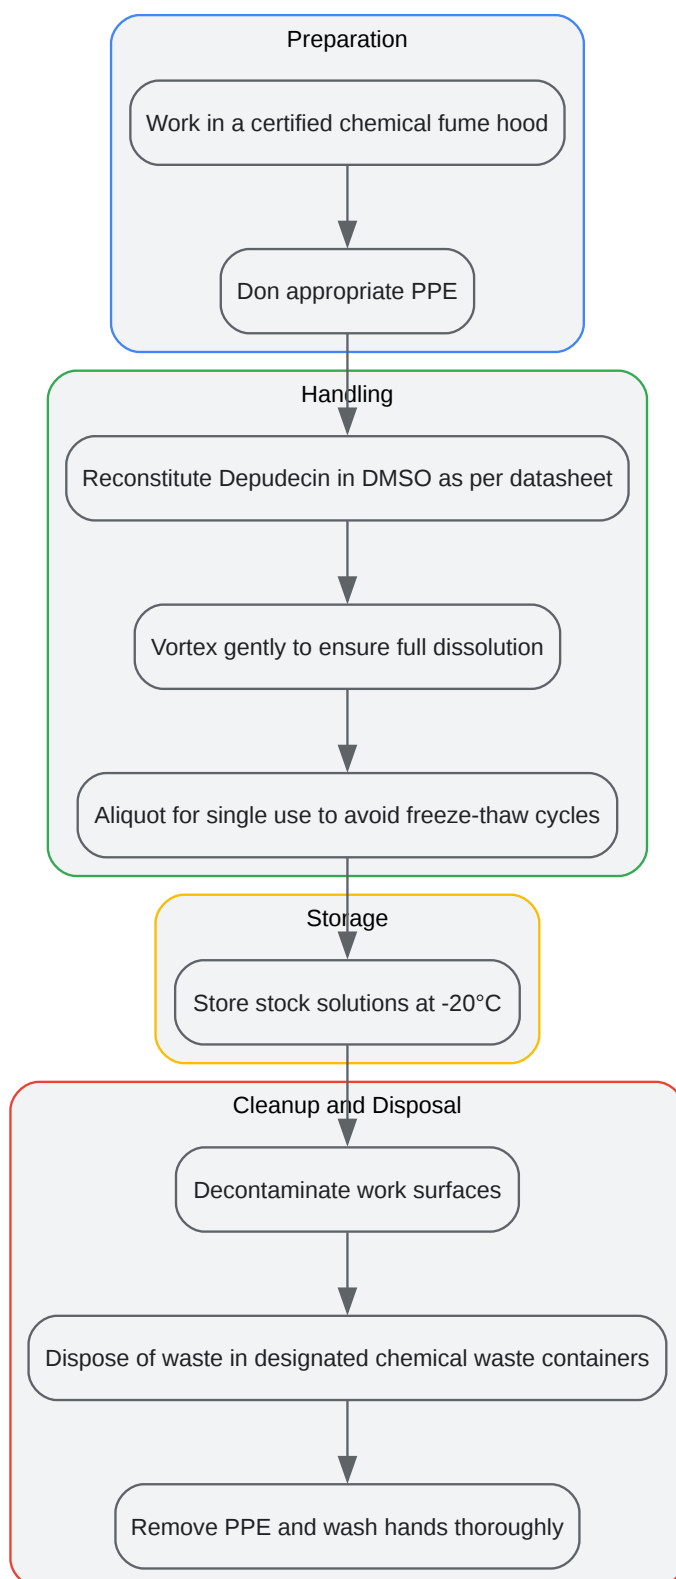 Preparation
Work in a certified chemical fume hood
Don appropriate PPE
Handling
Reconstitute Depudecin in DMSO as per datasheet
Vortex gently to ensure full dissolution
Aliquot for single use to avoid freeze-thaw cycles
Storage
Store stock solutions at -20°C
Cleanup and Disposal
Decontaminate work surfaces
Dispose of waste in designated chemical waste containers
Remove PPE and wash hands thoroughly